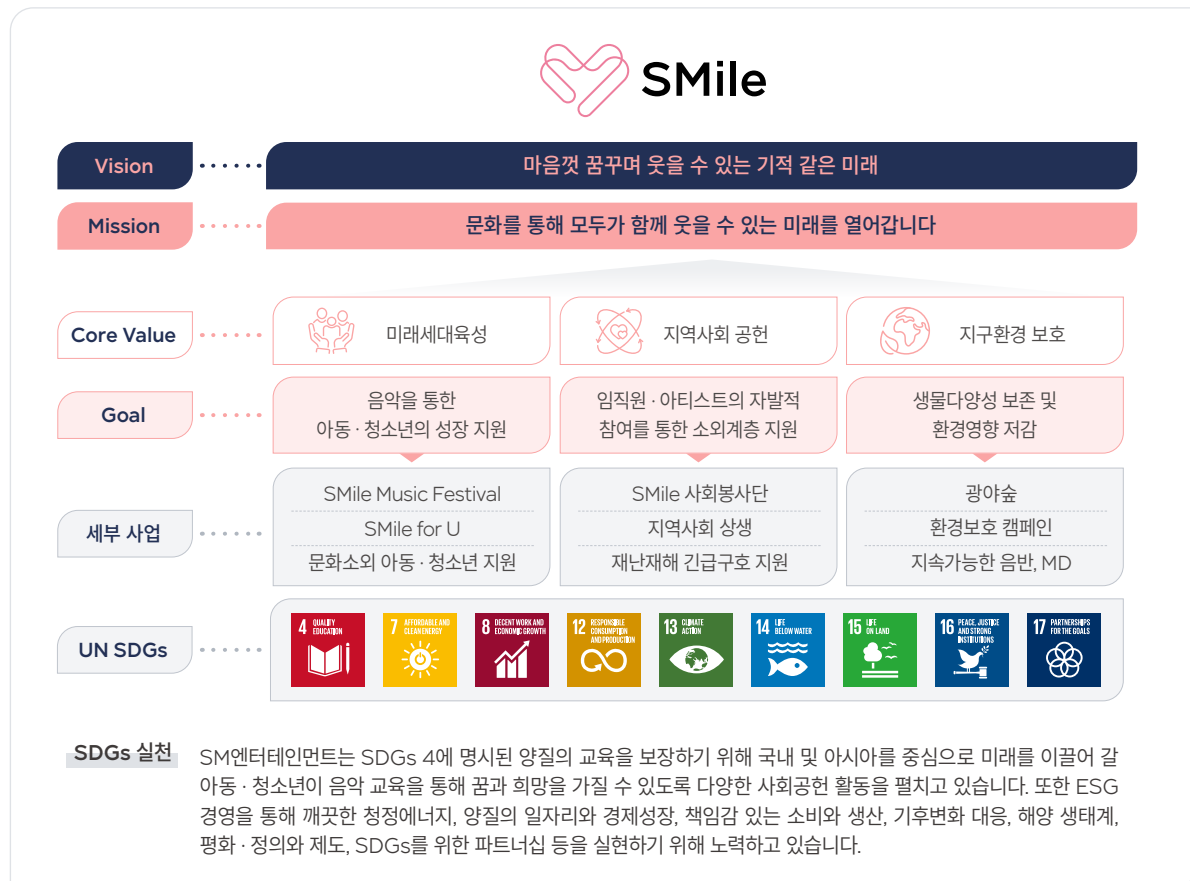 SMile
Vision
마음껏 꿈꾸며 웃을 수 있는 기적 같은 미래
Mission
문화를 통해 모두가 함께 웃을 수 있는 미래를 열어갑니다
Core Value
미래세대육성
지역사회 공헌
지구환경 보호
Goal
음악을 통한
아동 · 청소년의 성장 지원
임직원 · 아티스트의 자발적
참여를 통한 소외계층 지원
생물다양성 보존 및
환경영향 저감
세부 사업
SMile Music Festival
SMile for U
문화소외 아동 · 청소년 지원
SMile 사회봉사단
지역사회 상생
재난재해 긴급구호 지원
광야숲
환경보호 캠페인
지속가능한 음반, MD
UN SDGs
4 QUALITY
EDUCATION
7 AFFORDABLE AND
CLEAN ENERGY
8 DECENT WORK AND
ECONOMIC GROWTH
12 RESPONSIBLE
CONSUMPTION
AND PRODUCTION
13 CLIMATE
ACTION
14 LIFE
BELOW WATER
15 LIFE
ON LAND
16 PEACE, JUSTICE
AND STRONG
INSTITUTIONS
17 PARTNERSHIPS
FOR THE GOALS
SDGs 실천
SM엔터테인먼트는 SDGs 4에 명시된 양질의 교육을 보장하기 위해 국내 및 아시아를 중심으로 미래를 이끌어 갈
아동 · 청소년이 음악 교육을 통해 꿈과 희망을 가질 수 있도록 다양한 사회공헌 활동을 펼치고 있습니다. 또한 ESG
경영을 통해 깨끗한 청정에너지, 양질의 일자리와 경제성장, 책임감 있는 소비와 생산, 기후변화 대응, 해양 생태계,
평화 · 정의와 제도, SDGs를 위한 파트너십 등을 실현하기 위해 노력하고 있습니다.